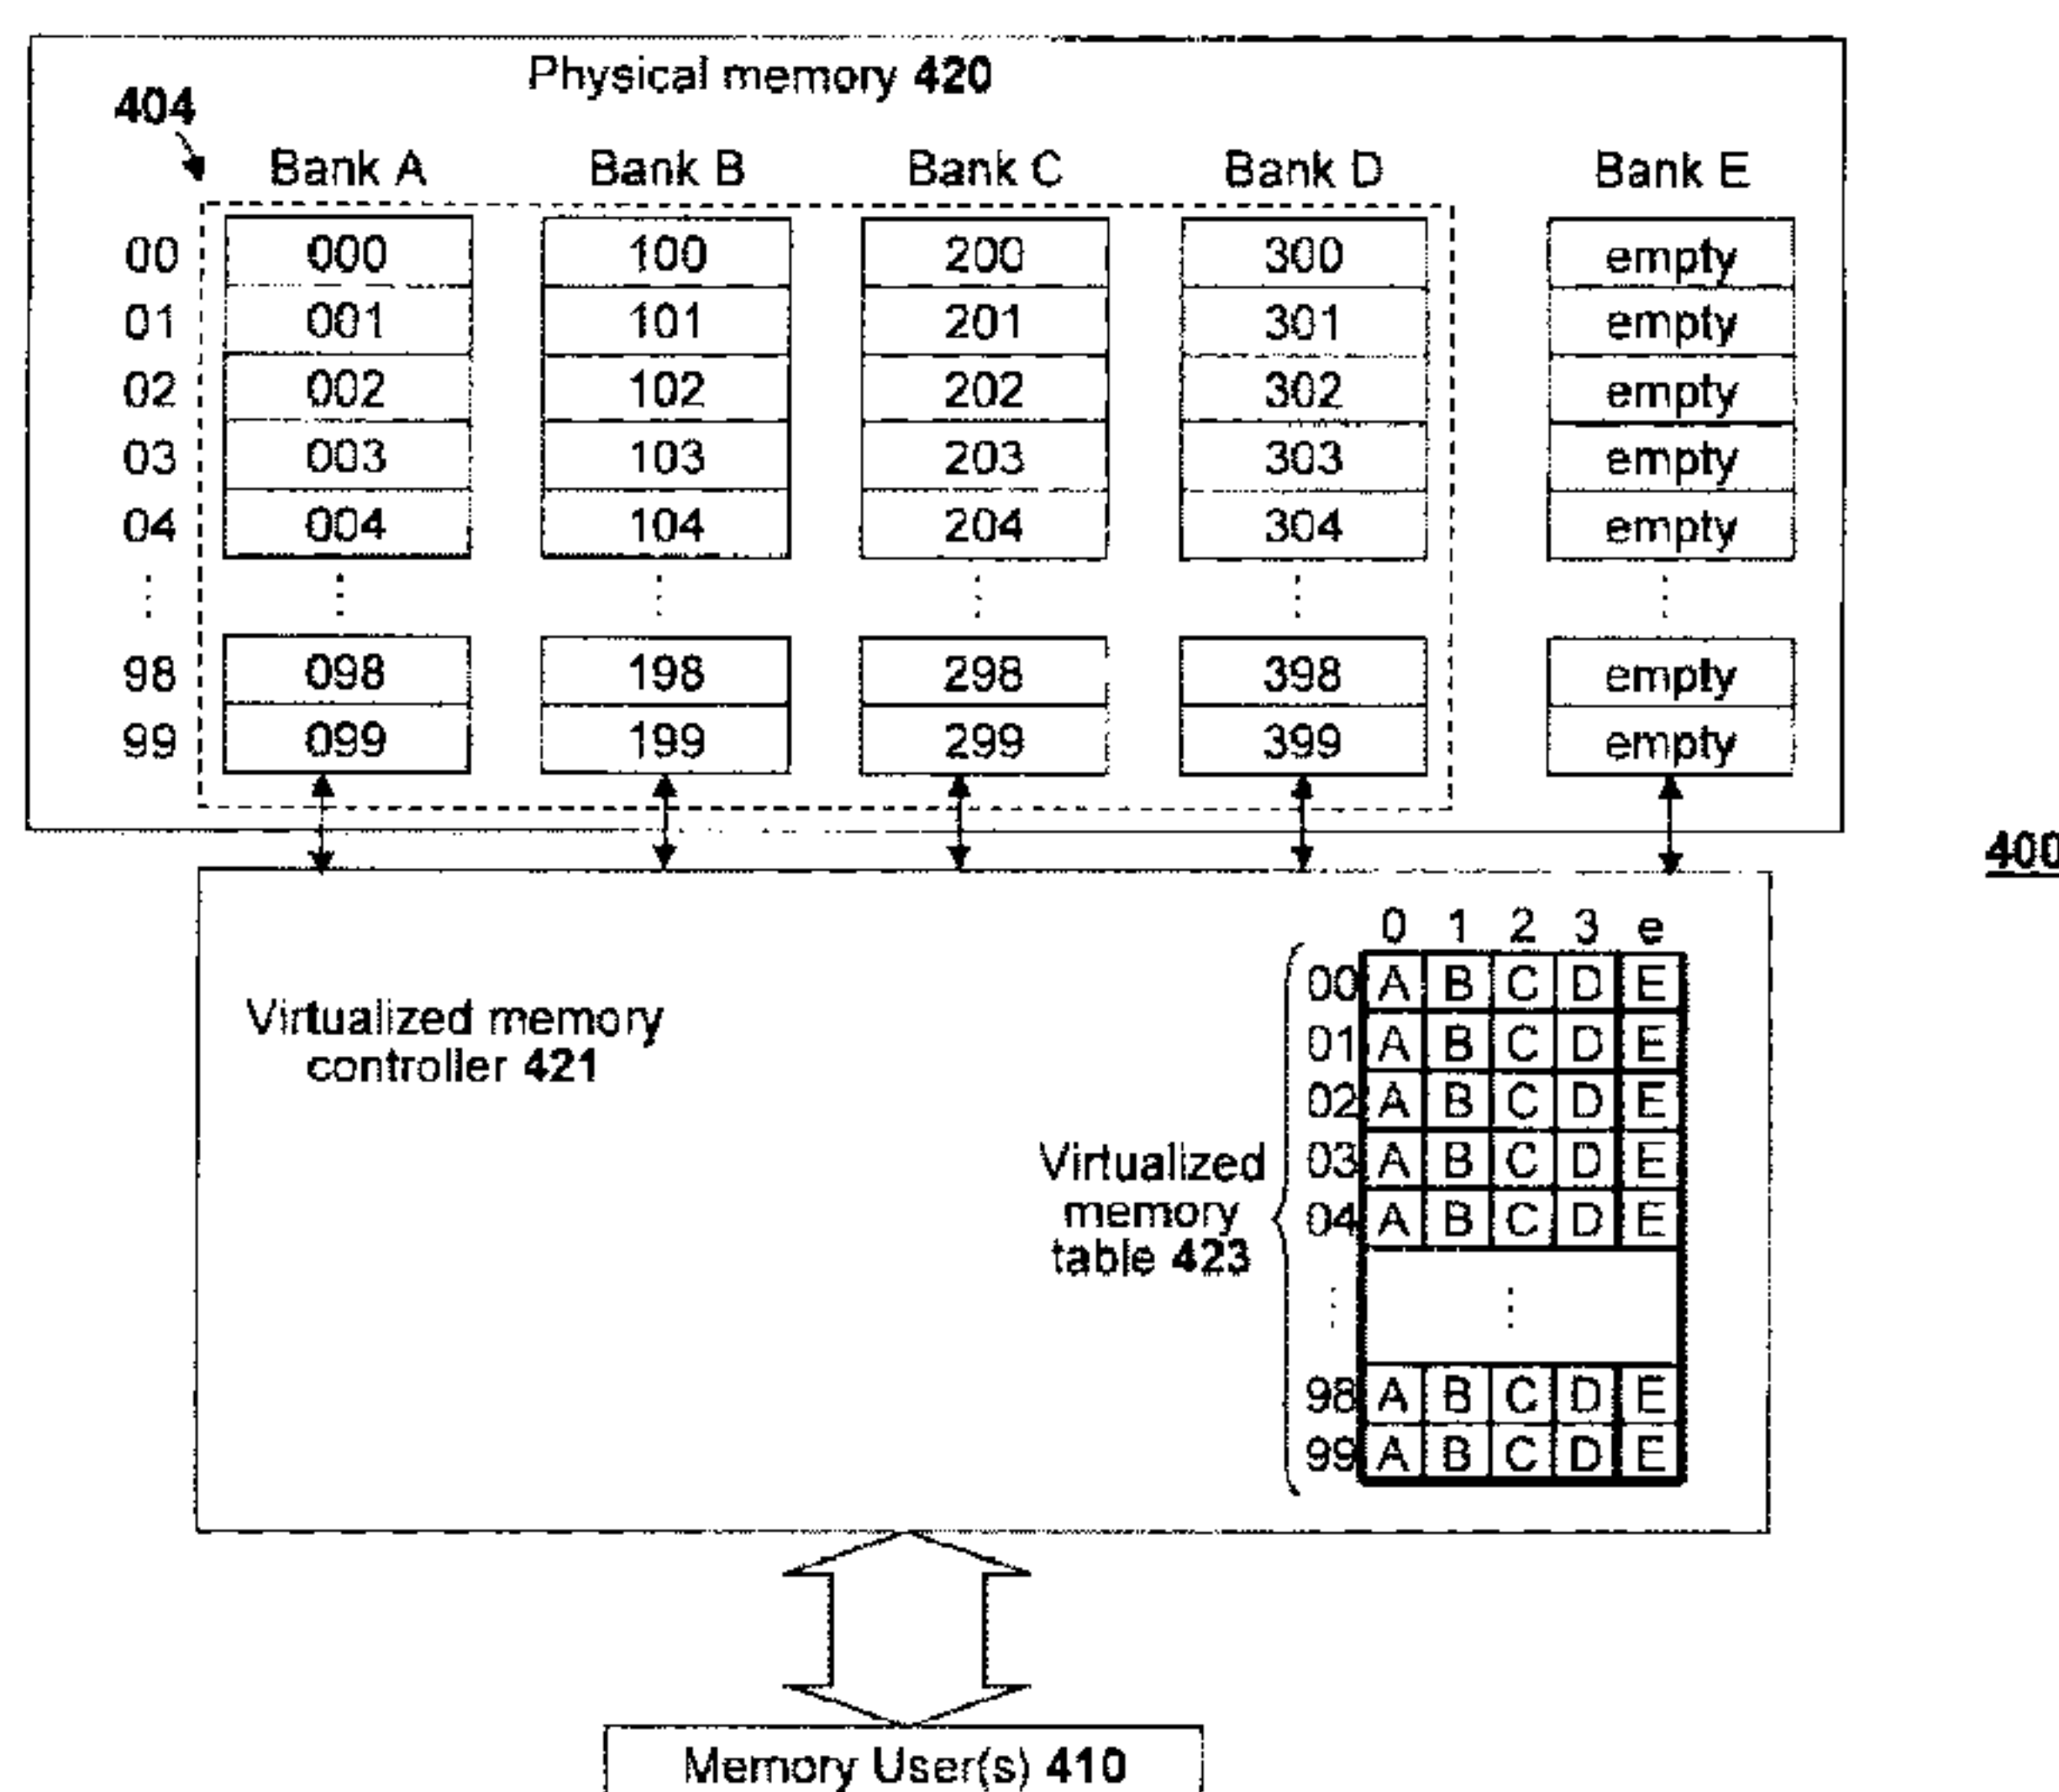 Physical memory 420
404
Bank A Bank B Bank C Bank D Bank E
00 000 100 200 300 empty
01 001 101 201 301 empty
02 002 102 202 302 empty
03 003 103 203 303 empty
04 004 104 204 304 empty
98 098 198 298 398 empty
99 099 199 299 399 empty
400
0 1 2 3 e
00 A B C D E
01 A B C D E
02 A B C D E
03 A B C D E
04 A B C D E
98 A B C D E
99 A B C D E
Virtualized memory
controller 421
Virtualized
memory
table 423
Memory User(s) 410